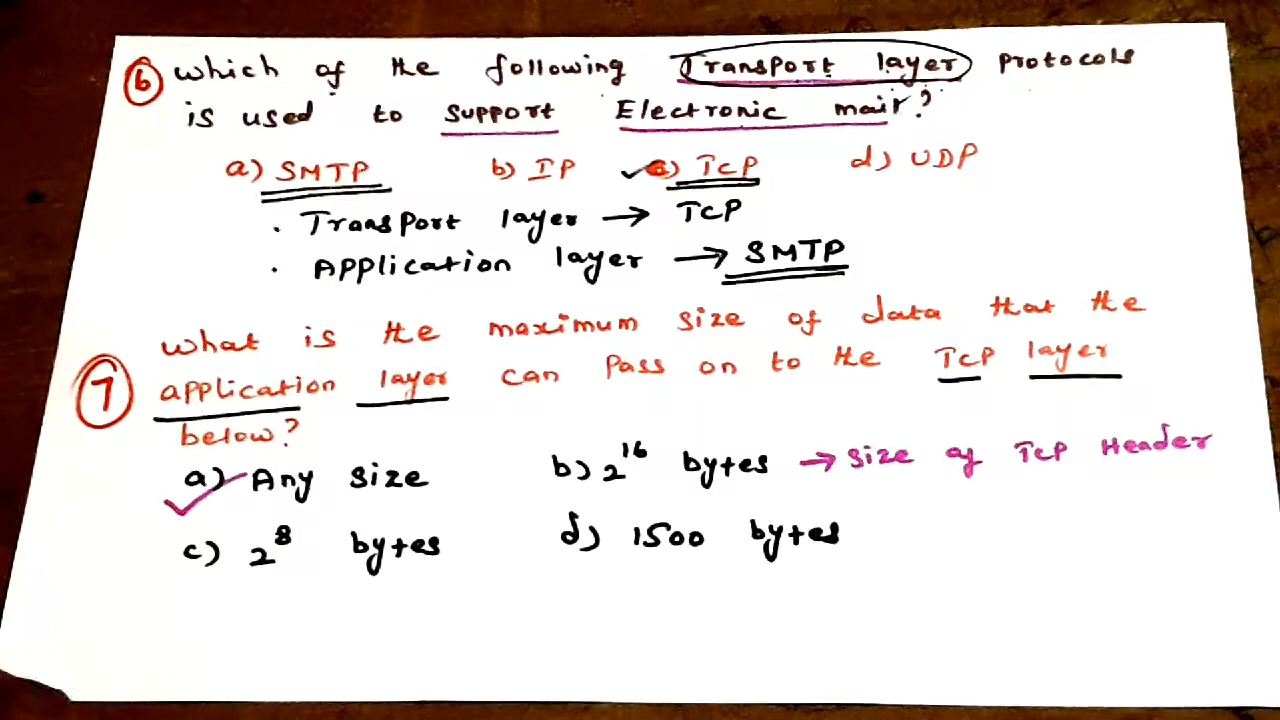 6 which of the following Transport layer protocols
is used to support Electronic mail?
a) SMTP b) IP c) TCP d) UDP
. Transport layer → TCP
. Application layer → SMTP
7 what is the maximum size of data that the
application layer can pass on to the TCP layer
below?
a) Any size b) 2^16 bytes → size of TCP Header
c) 2^8 bytes d) 1500 bytes